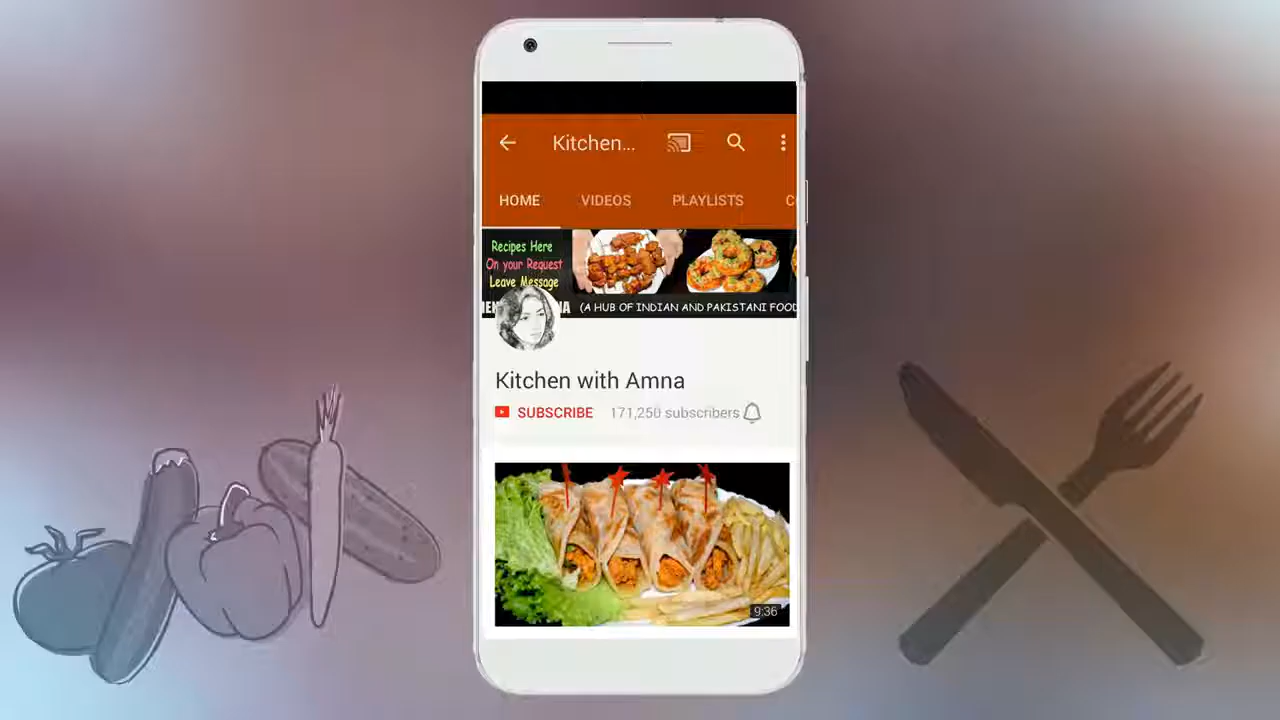 Kitchen...
HOME VIDEOS PLAYLISTS C
Recipes Here
On your Request
Leave Message
(A HUB OF INDIAN AND PAKISTANI FOOD
Kitchen with Amna
SUBSCRIBE 171,250 subscribers
9:36